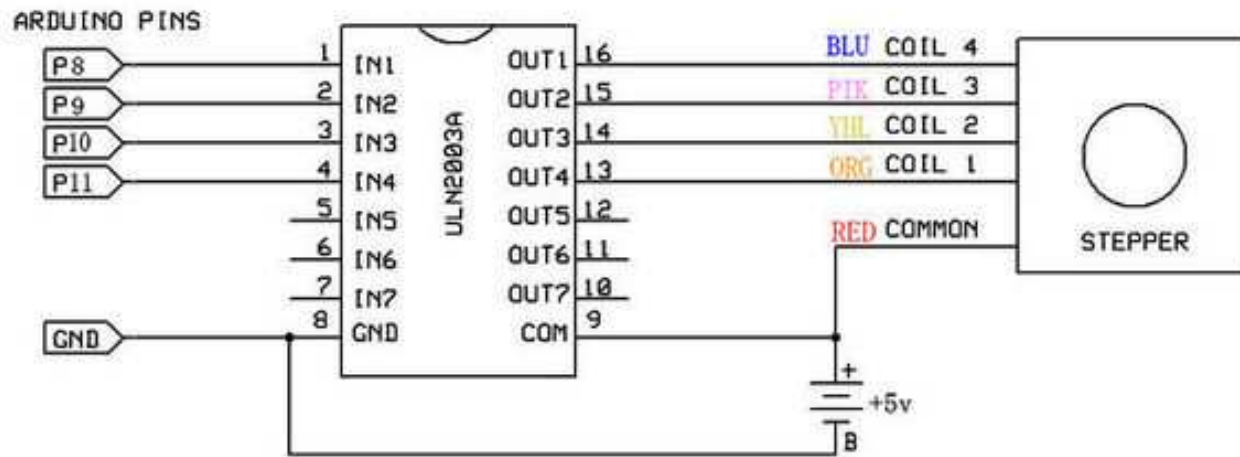 ARDUINO PINS
P8 1 IN1 OUT1 16 BLU COIL 4
P9 2 IN2 OUT2 15 PIK COIL 3
P10 3 IN3 OUT3 14 YHL COIL 2
P11 4 IN4 OUT4 13 ORG COIL 1
5 IN5 OUT5 12
6 IN6 OUT6 11
7 IN7 OUT7 10
GND 8 GND COM 9
ULN2003A
RED COMMON
STEPPER
+
+5v
B